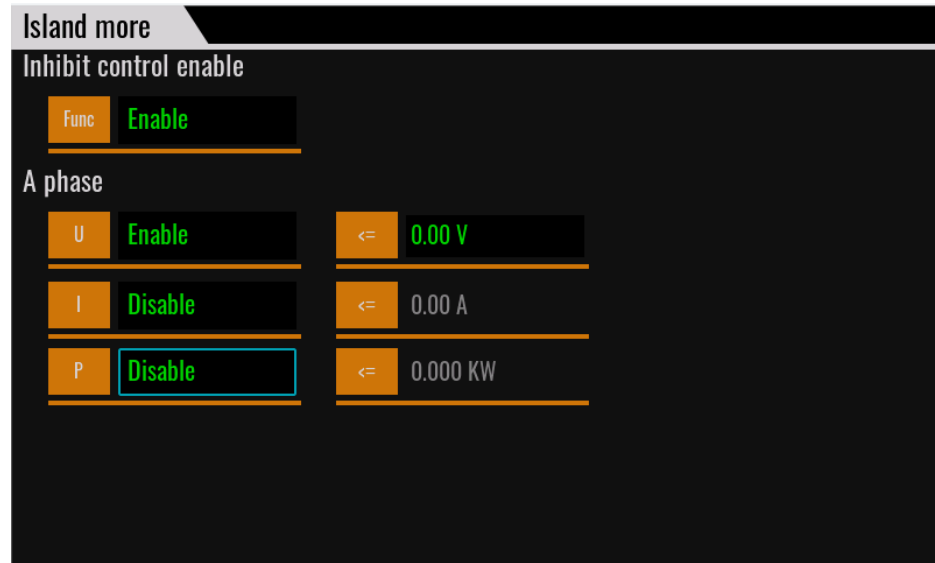 Island more
Inhibit control enable
Func Enable
A phase
U Enable <= 0.00 V
I Disable <= 0.00 A
P Disable <= 0.000 KW